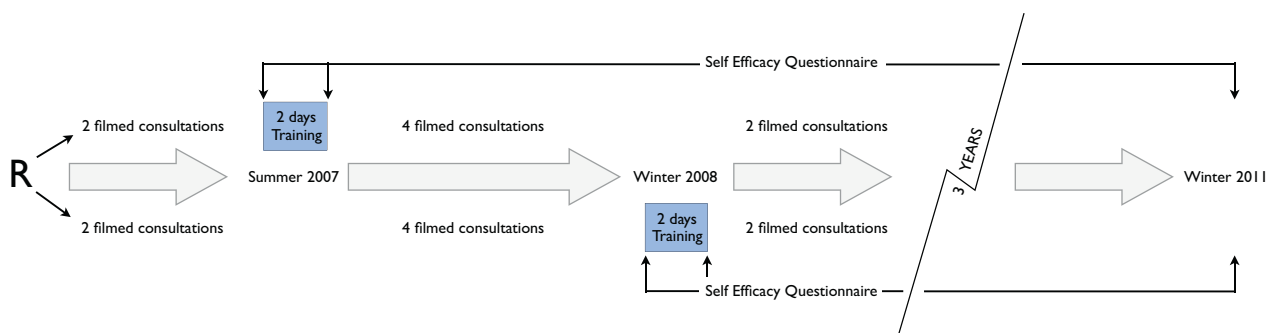 Self Efficacy Questionnaire
2 filmed consultations
2 days
Training
4 filmed consultations
2 filmed consultations
R
Summer 2007
Winter 2008
3 YEARS
Winter 2011
2 filmed consultations
4 filmed consultations
2 days
Training
2 filmed consultations
Self Efficacy Questionnaire